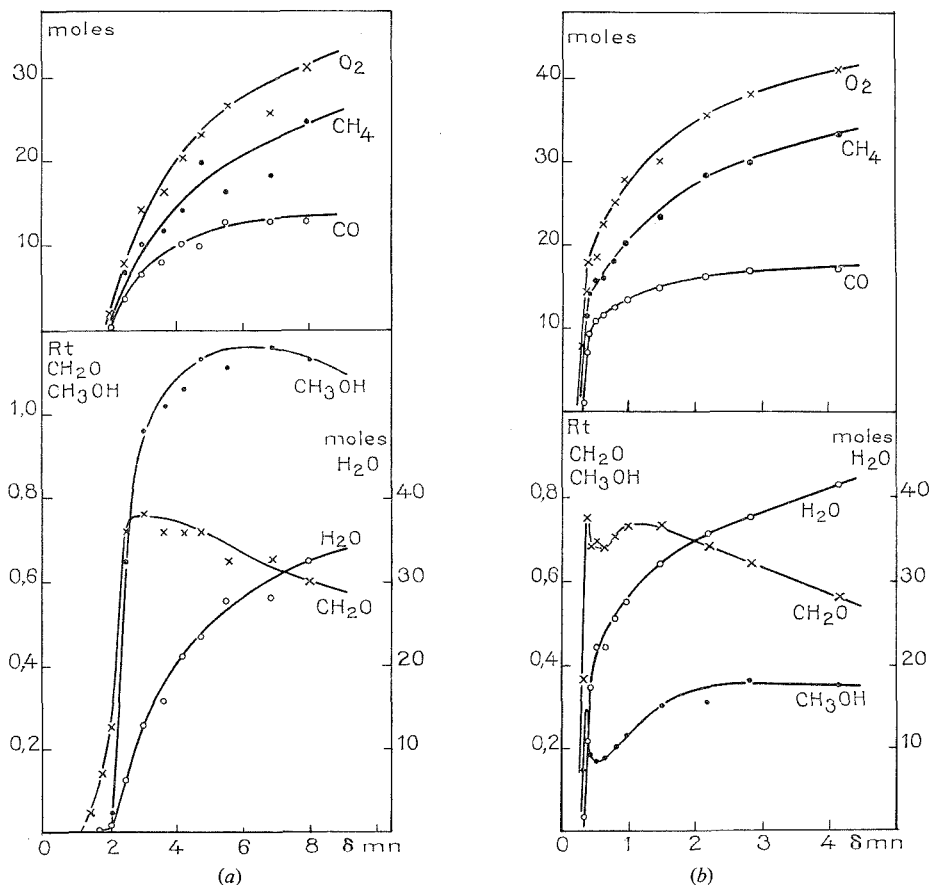 moles
30
20
10
O2
CH4
CO
Rt
CH2O
CH3OH
1,0
0,8
0,6
0,4
0,2
0
moles
H2O
40
30
20
10
CH3OH
H2O
CH2O
0 2 4 6 8 δ mn
(a)
moles
40
30
20
10
O2
CH4
CO
Rt
CH2O
CH3OH
0,8
0,6
0,4
0,2
moles
H2O
40
30
20
10
H2O
CH2O
CH3OH
0 1 2 3 4 δ mn
(b)